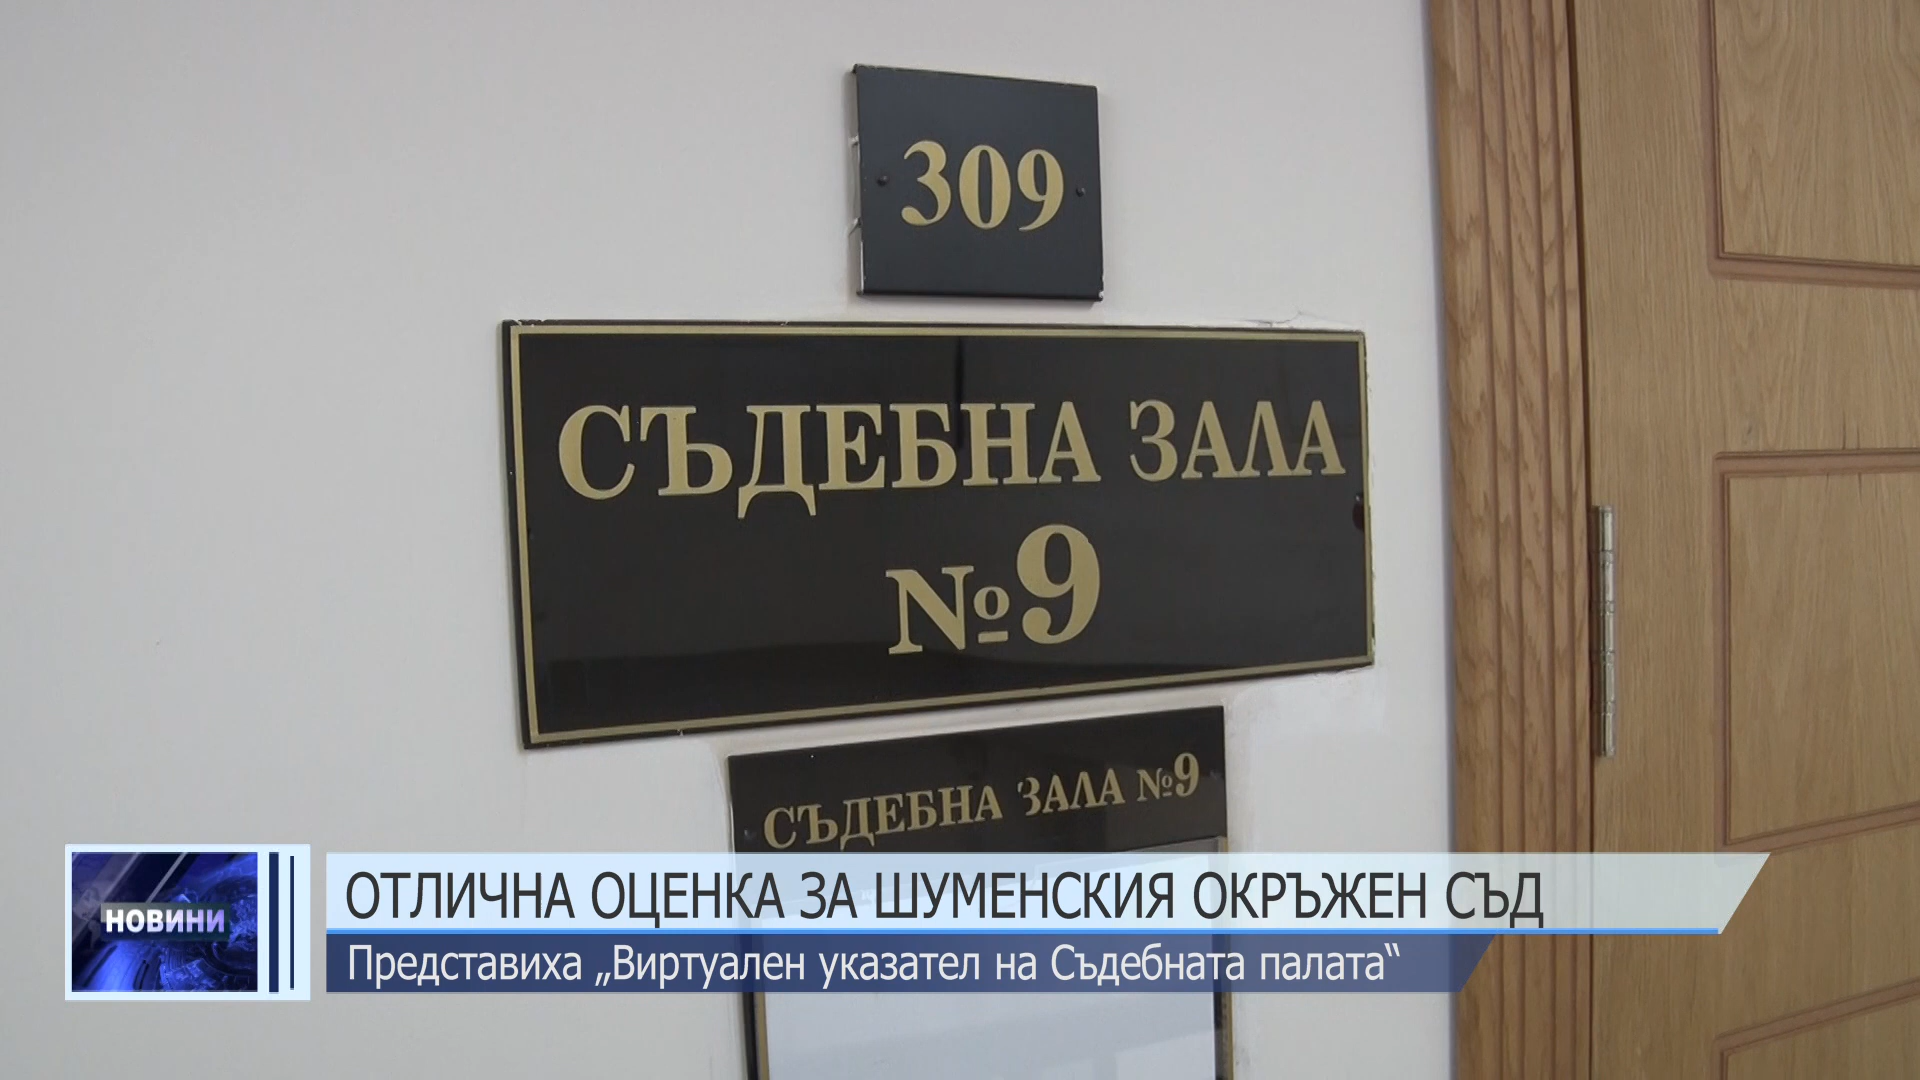 309
СЪДЕБНА ЗАЛА
№9
СЪДЕБНА ЗАЛА №9
НОВИНИ
ОТЛИЧНА ОЦЕНКА ЗА ШУМЕНСКИЯ ОКРЪЖЕН СЪД
Представиха „Виртуален указател на Съдебната палата“